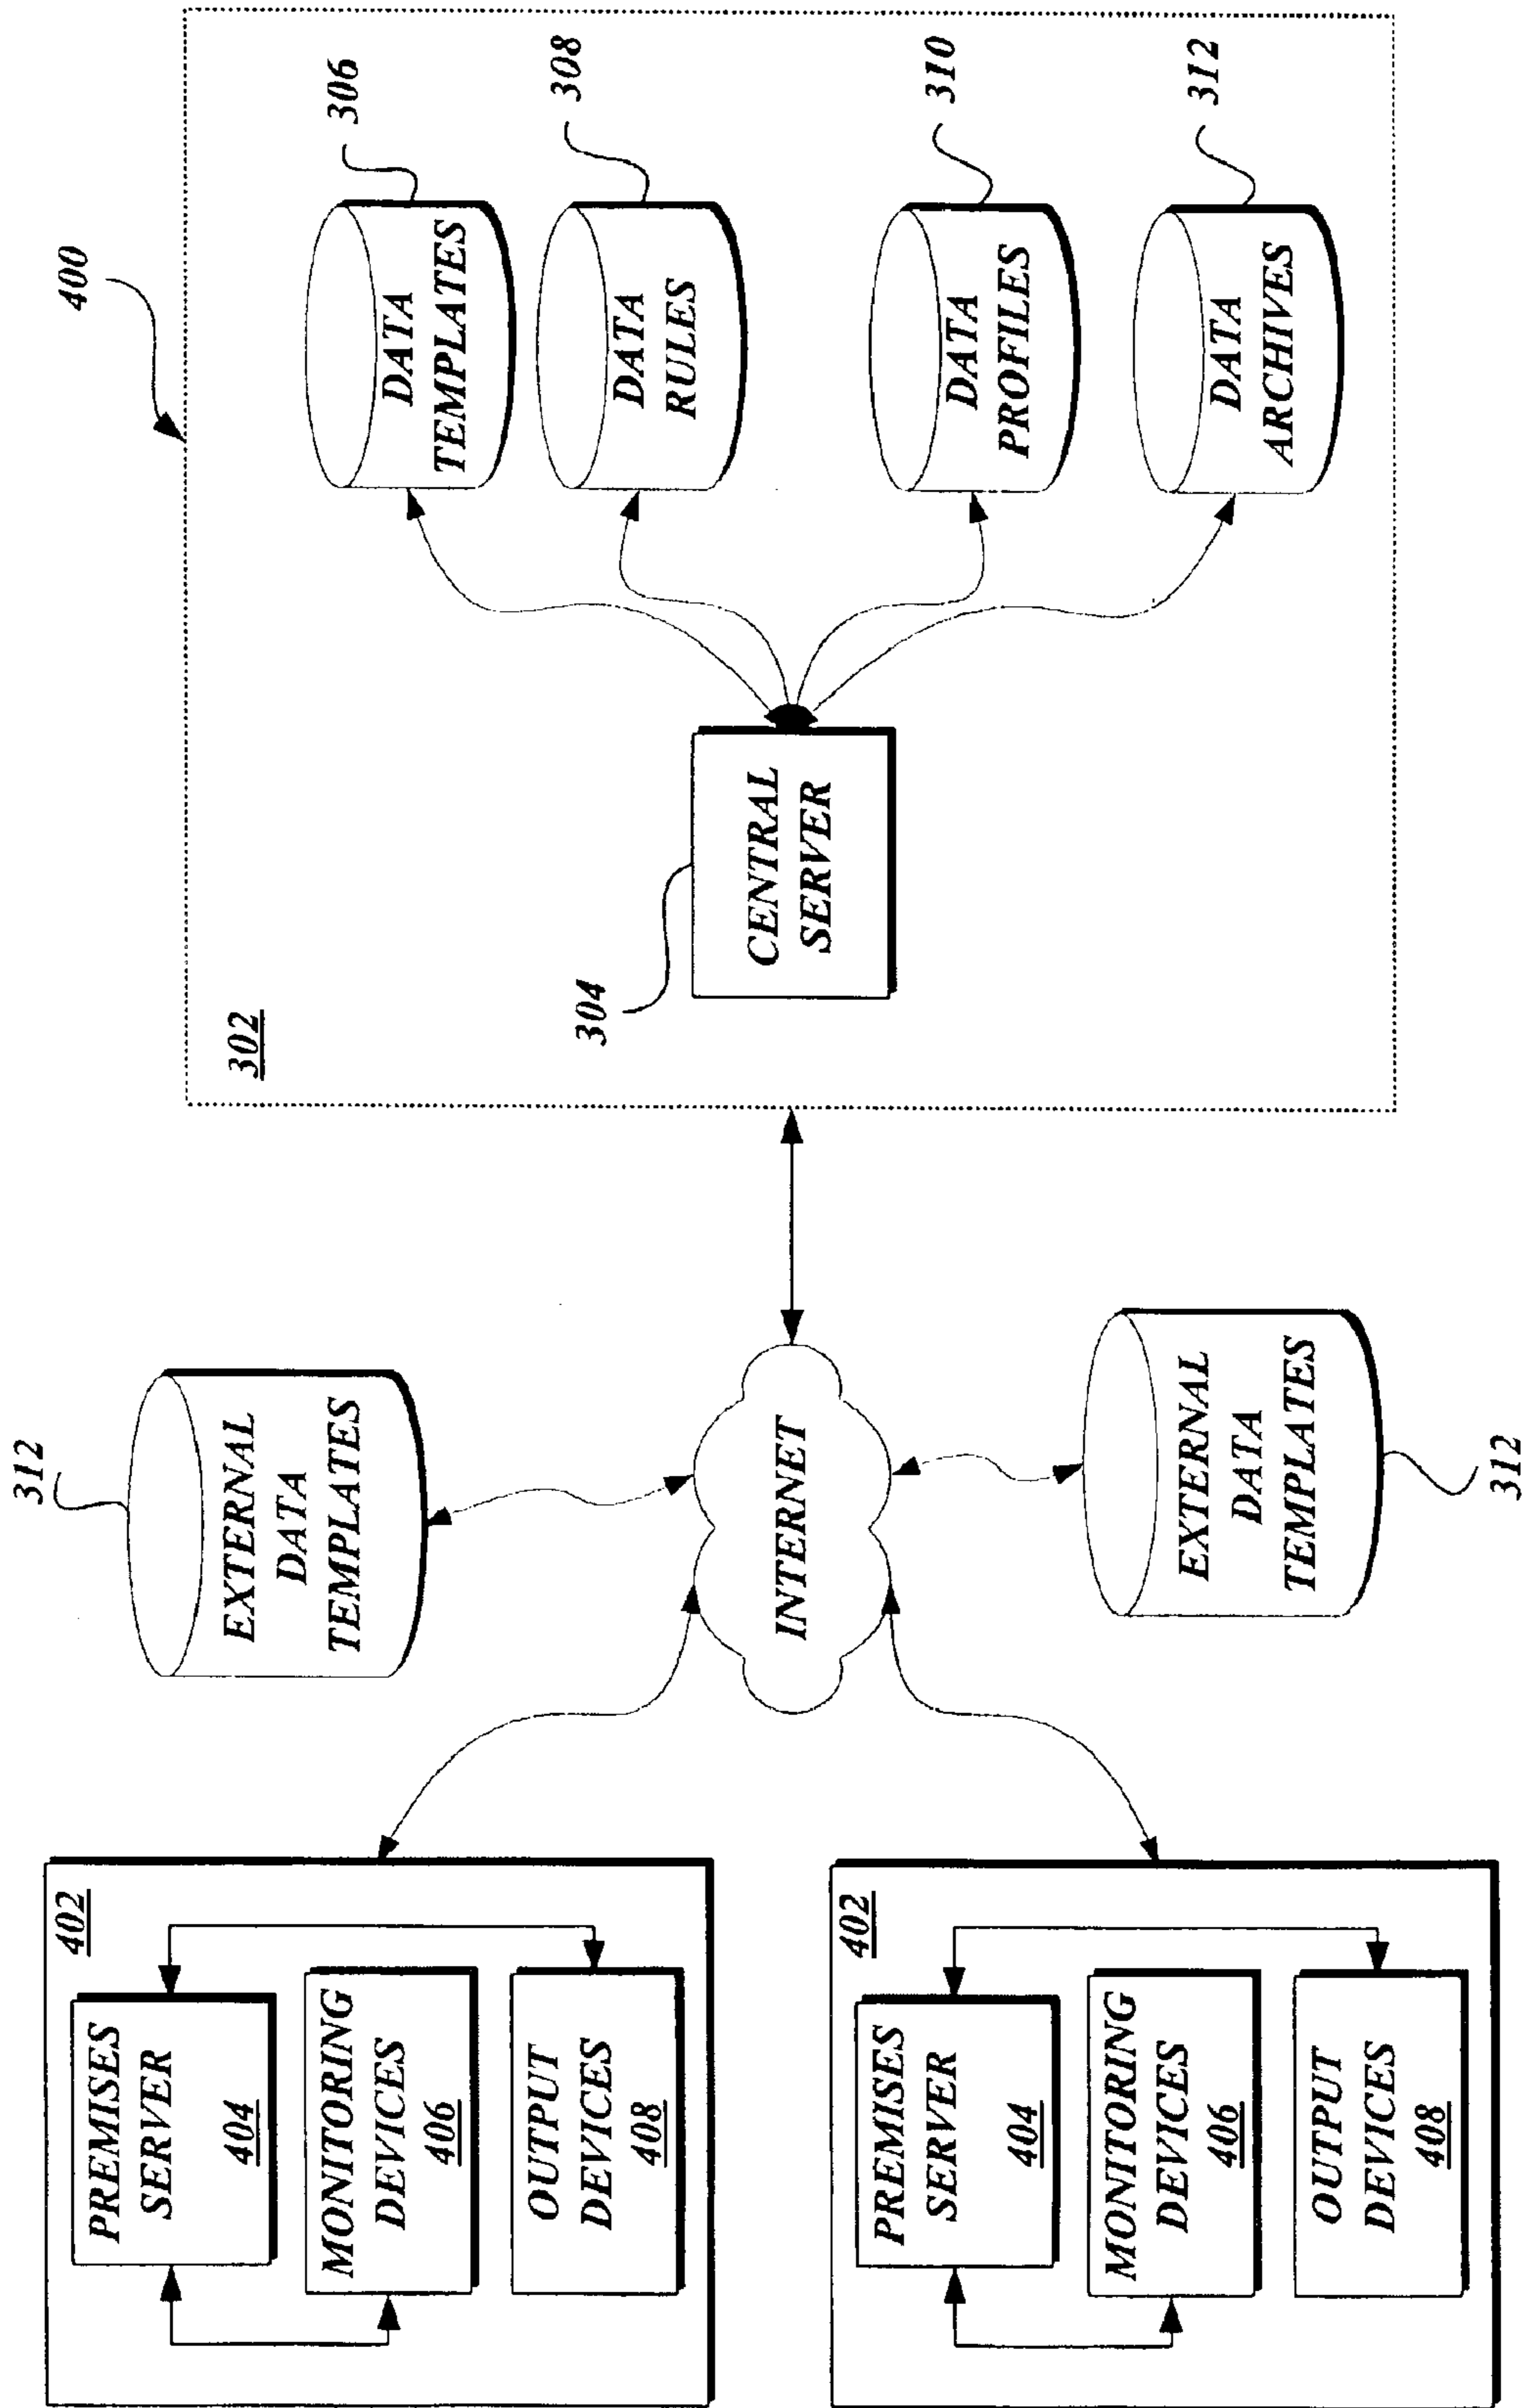 402
PREMISES
SERVER
404
MONITORING
DEVICES
406
OUTPUT
DEVICES
408
402
PREMISES
SERVER
404
MONITORING
DEVICES
406
OUTPUT
DEVICES
408
312
EXTERNAL
DATA
TEMPLATES
INTERNET
EXTERNAL
DATA
TEMPLATES
312
400
302
304
CENTRAL
SERVER
306
DATA
TEMPLATES
308
DATA
RULES
310
DATA
PROFILES
312
DATA
ARCHIVES